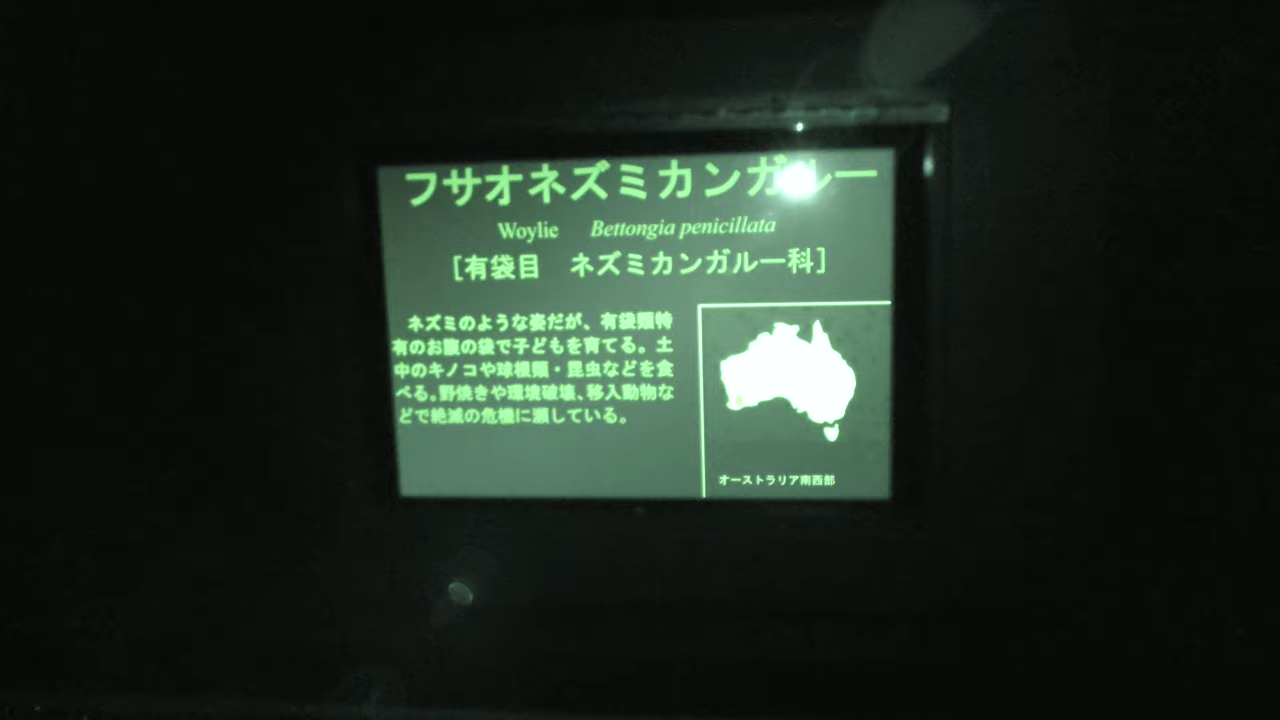 フサオネズミカンガルー
Woylie Bettongia penicillata
[有袋目 ネズミカンガルー科]
ネズミのような姿だが、有袋類特
有のお腹の袋で子どもを育てる。土
中のキノコや球根類・昆虫などを食
べる。野焼きや環境破壊、移入動物な
どで絶滅の危機に瀕している。
オーストラリア南西部